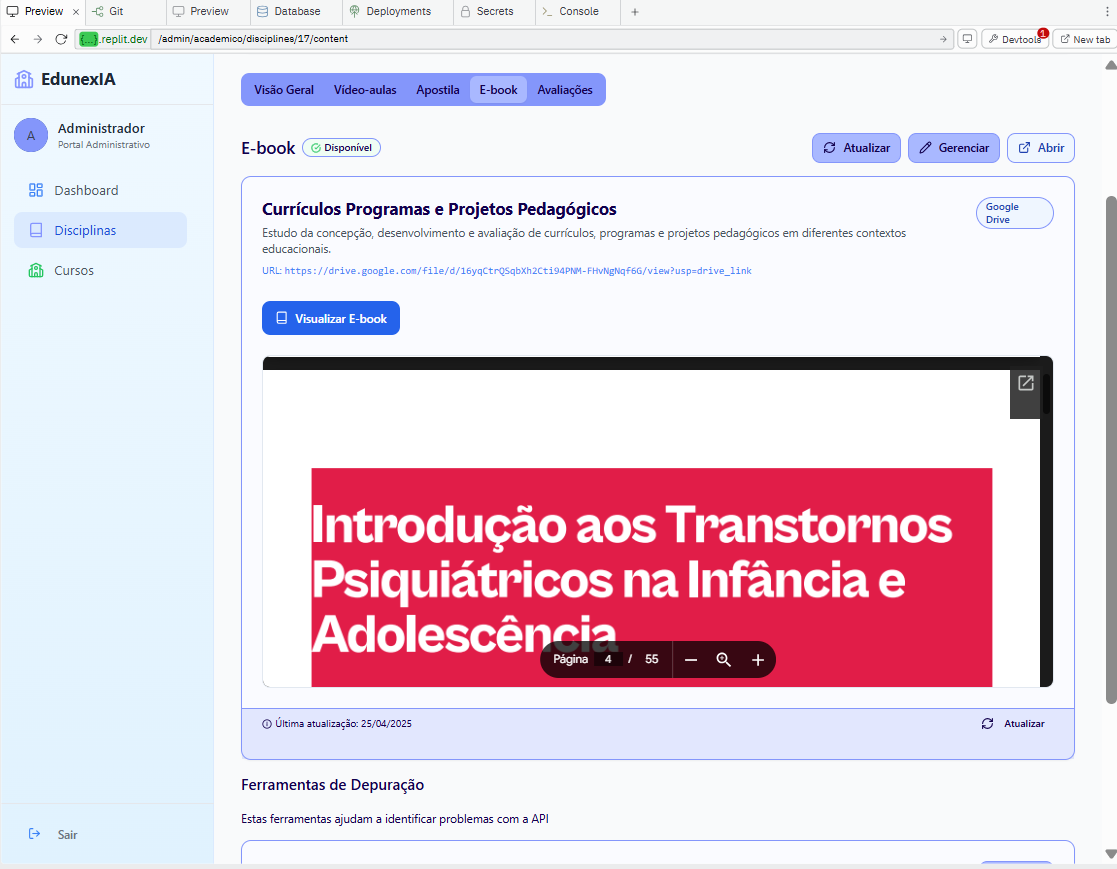 Preview
Git
Preview
Database
Deployments
Secrets
Console
{...}.replit.dev /admin/academico/disciplines/17/content
Devtools 1
New tab
EdunexIA
A
Administrador
Portal Administrativo
Dashboard
Disciplinas
Cursos
Sair
Visão Geral Vídeo-aulas Apostila E-book Avaliações
E-book Disponível
Atualizar Gerenciar Abrir
Currículos Programas e Projetos Pedagógicos
Google
Drive
Estudo da concepção, desenvolvimento e avaliação de currículos, programas e projetos pedagógicos em diferentes contextos
educacionais.
URL: https://drive.google.com/file/d/16yqCtrQSqbXh2Cti94PNM-FHvNgNqf6G/view?usp=drive_link
Visualizar E-book
Introdução aos Transtornos
Psiquiátricos na Infância e
Adolescência
Página 4 / 55
Última atualização: 25/04/2025
Atualizar
Ferramentas de Depuração
Estas ferramentas ajudam a identificar problemas com a API